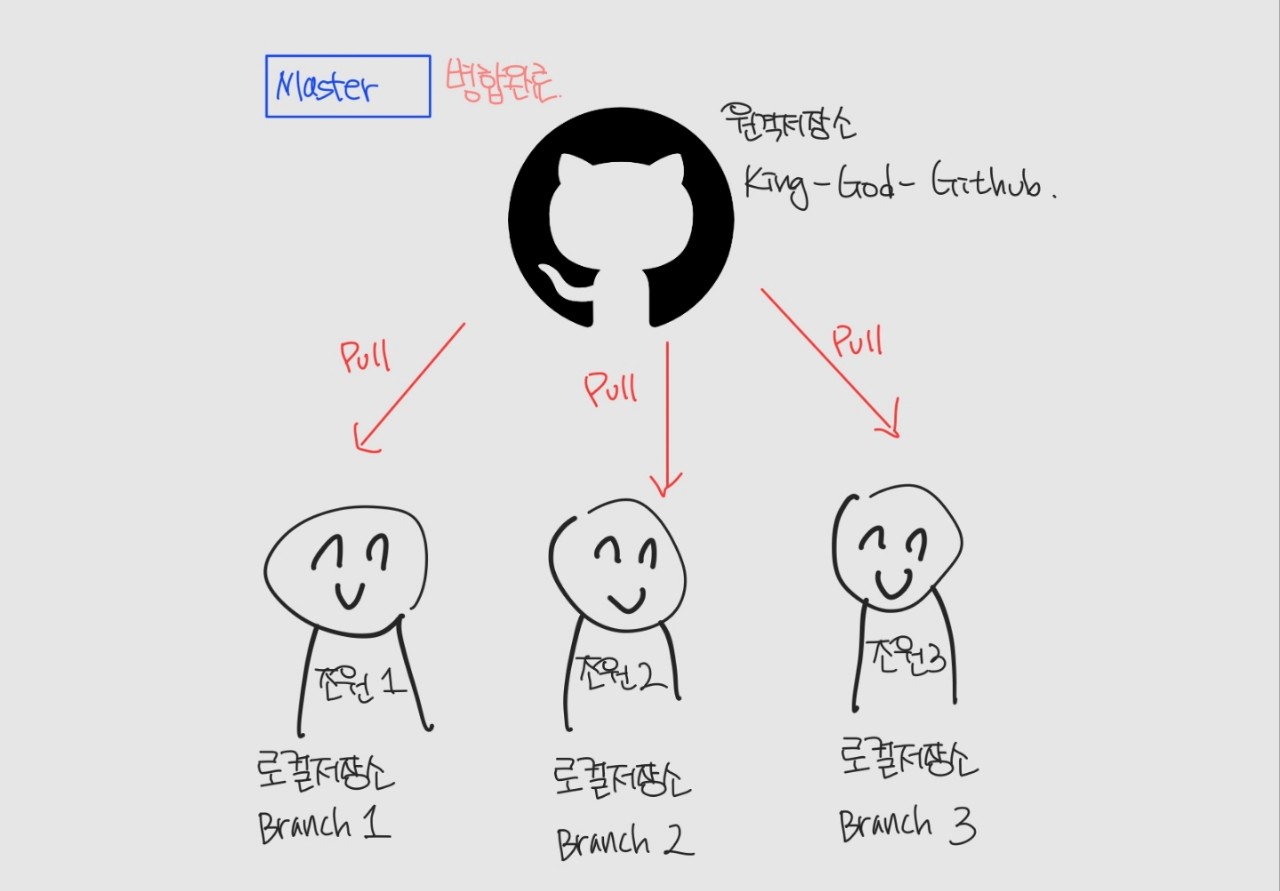 Master
병합완료.
원격저장소
King-God-Github.
Pull
Pull
Pull
조원1
조원2
조원3
로컬저장소
Branch 1
로컬저장소
Branch 2
로컬저장소
Branch 3